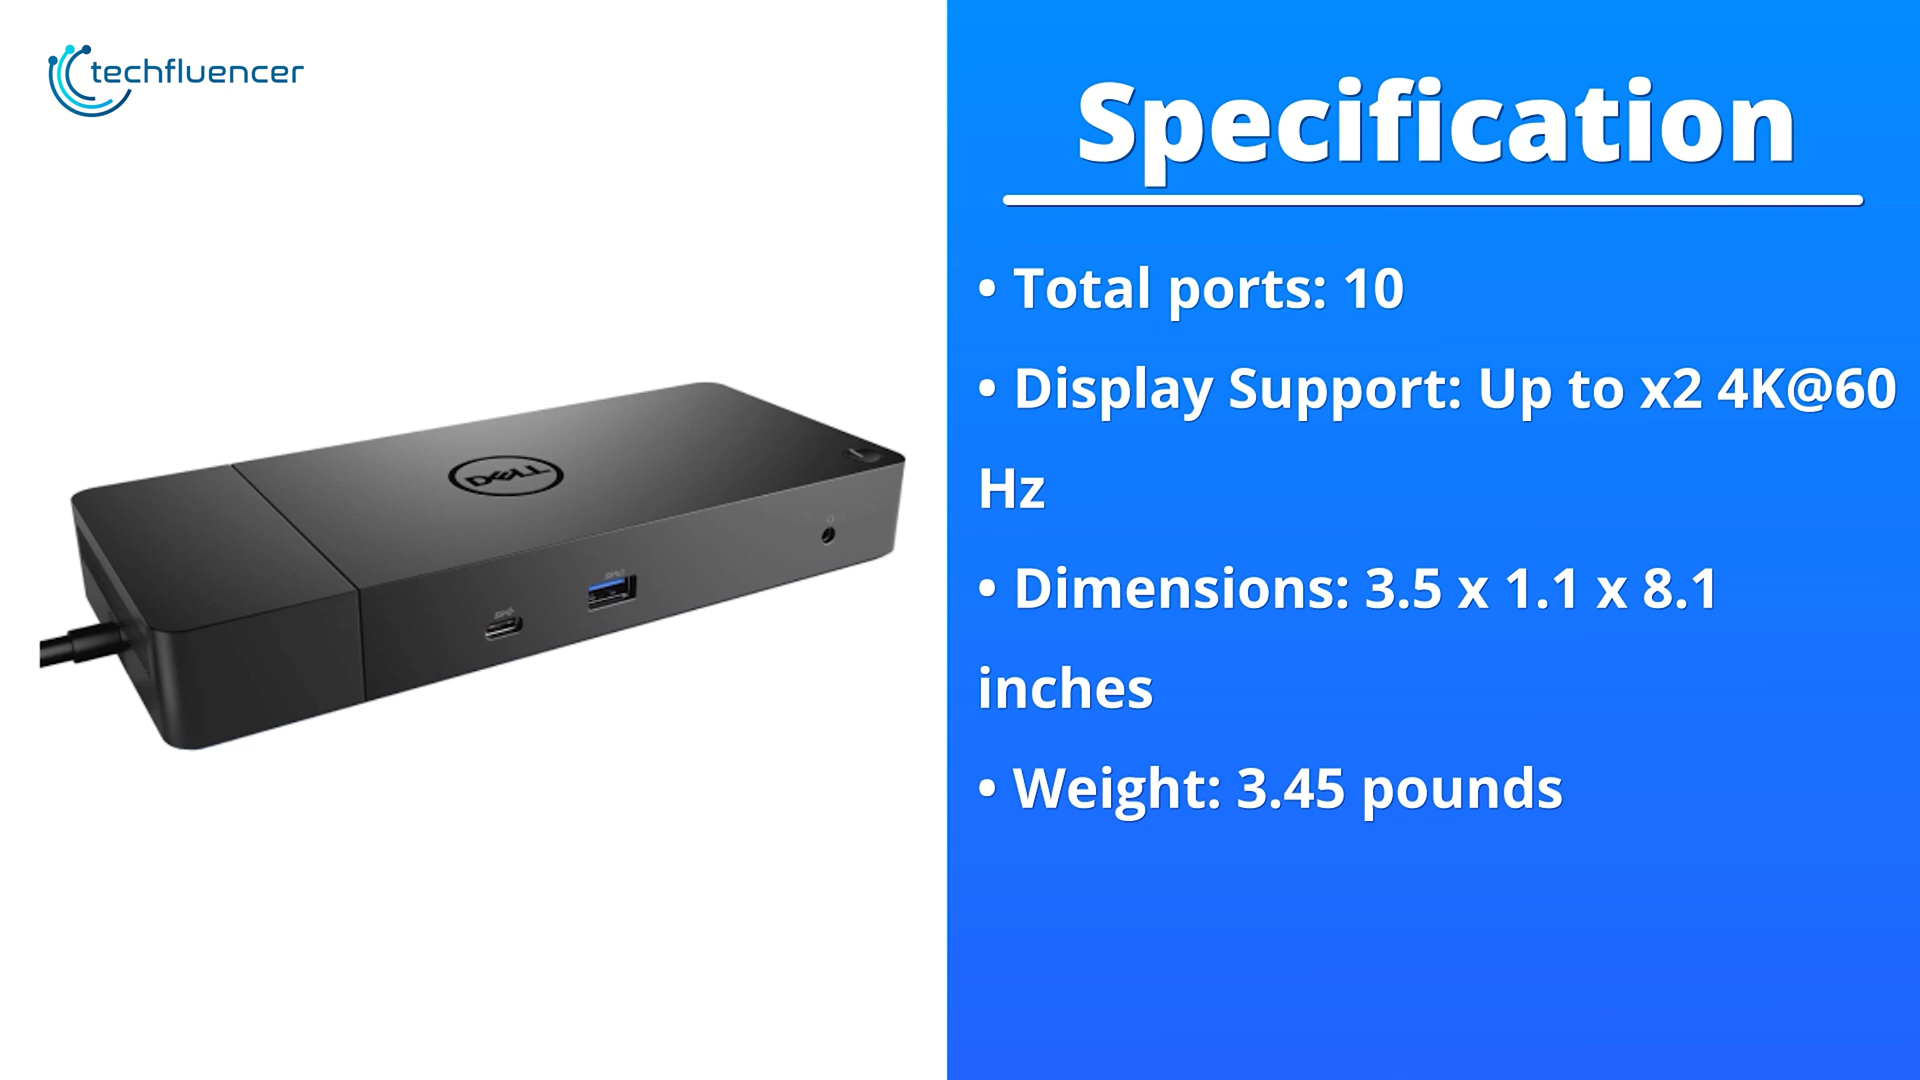 techfluencer
DELL
Specification
• Total ports: 10
• Display Support: Up to x2 4K@60
Hz
• Dimensions: 3.5 x 1.1 x 8.1
inches
• Weight: 3.45 pounds